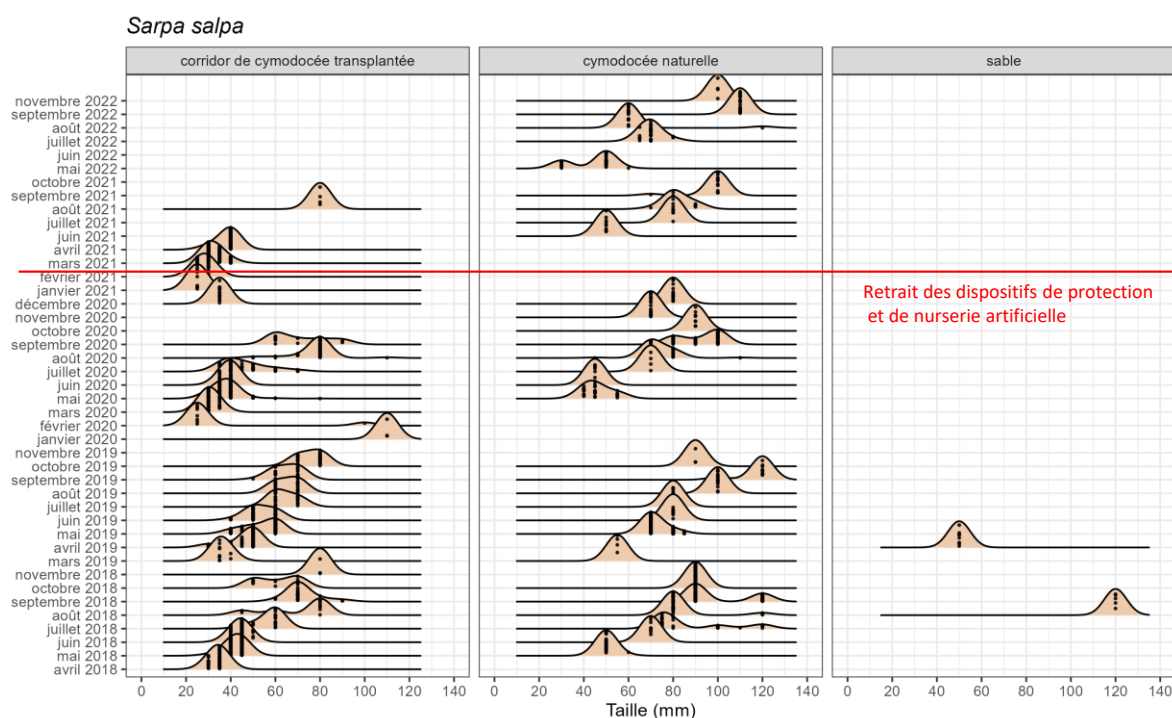 Sarpa salpa
corridor de cymodocée transplantée
cymodocée naturelle
sable
novembre 2022
septembre 2022
août 2022
juillet 2022
juin 2022
mai 2022
octobre 2021
septembre 2021
août 2021
juillet 2021
juin 2021
avril 2021
mars 2021
février 2021
janvier 2021
décembre 2020
novembre 2020
octobre 2020
septembre 2020
août 2020
juillet 2020
juin 2020
mai 2020
mars 2020
février 2020
janvier 2020
novembre 2019
octobre 2019
septembre 2019
août 2019
juillet 2019
juin 2019
mai 2019
avril 2019
mars 2019
novembre 2018
octobre 2018
septembre 2018
août 2018
juillet 2018
juin 2018
mai 2018
avril 2018
Retrait des dispositifs de protection
et de nurserie artificielle
0 20 40 60 80 100 120 140
0 20 40 60 80 100 120 140
0 20 40 60 80 100 120 140
Taille (mm)